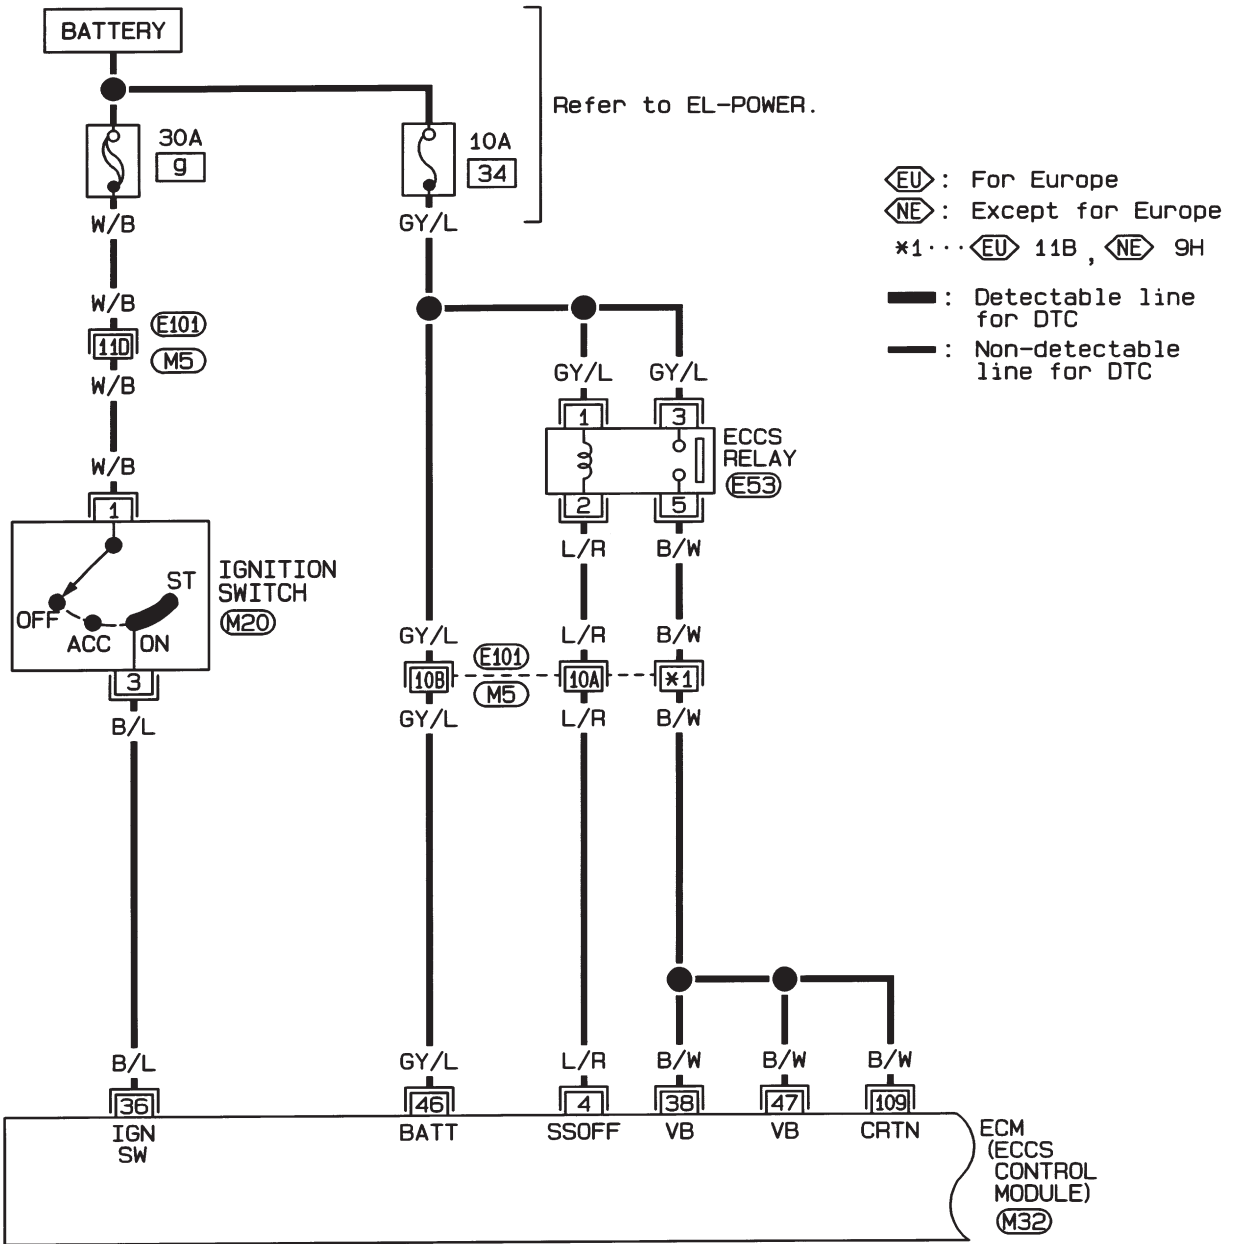 BATTERY
Refer to EL-POWER.
30A
g
10A
34
W/B
GY/L
EU : For Europe
NE : Except for Europe
*1··· EU 11B , NE 9H
: Detectable line
for DTC
: Non-detectable
line for DTC
W/B
11D
E101
M5
W/B
GY/L
GY/L
1
3
ECCS
RELAY
E53
2
5
W/B
1
L/R
B/W
IGNITION
SWITCH
M20
OFF
ACC
ON
ST
3
B/L
GY/L
L/R
B/W
10B
E101
M5
10A
*1
GY/L
L/R
B/W
B/L
GY/L
L/R
B/W
B/W
B/W
36
46
4
38
47
109
IGN
SW
BATT
SSOFF
VB
VB
CRTN
ECM
(ECCS
CONTROL
MODULE)
M32